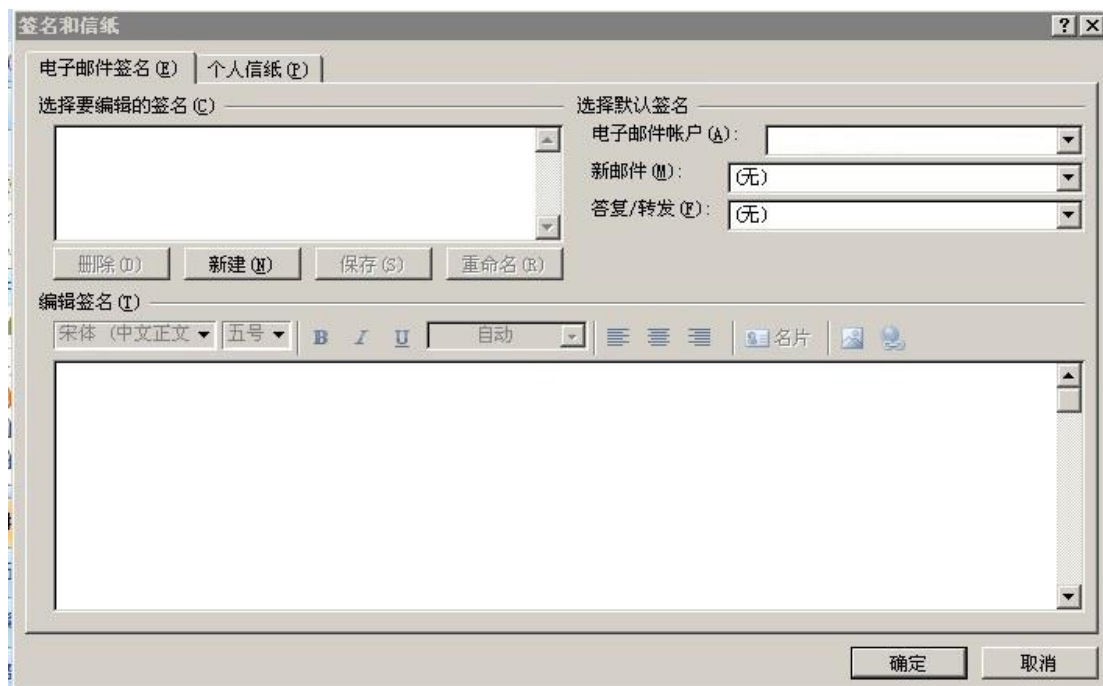 签名和信纸
电子邮件签名(E) 个人信纸(P)
选择要编辑的签名(C)
选择默认签名
电子邮件帐户(A):
新邮件(M): (无)
答复/转发(F): (无)
删除(D) 新建(N) 保存(S) 重命名(R)
编辑签名(T)
宋体 (中文正文 五号 B I U 自动 名片
确定 取消